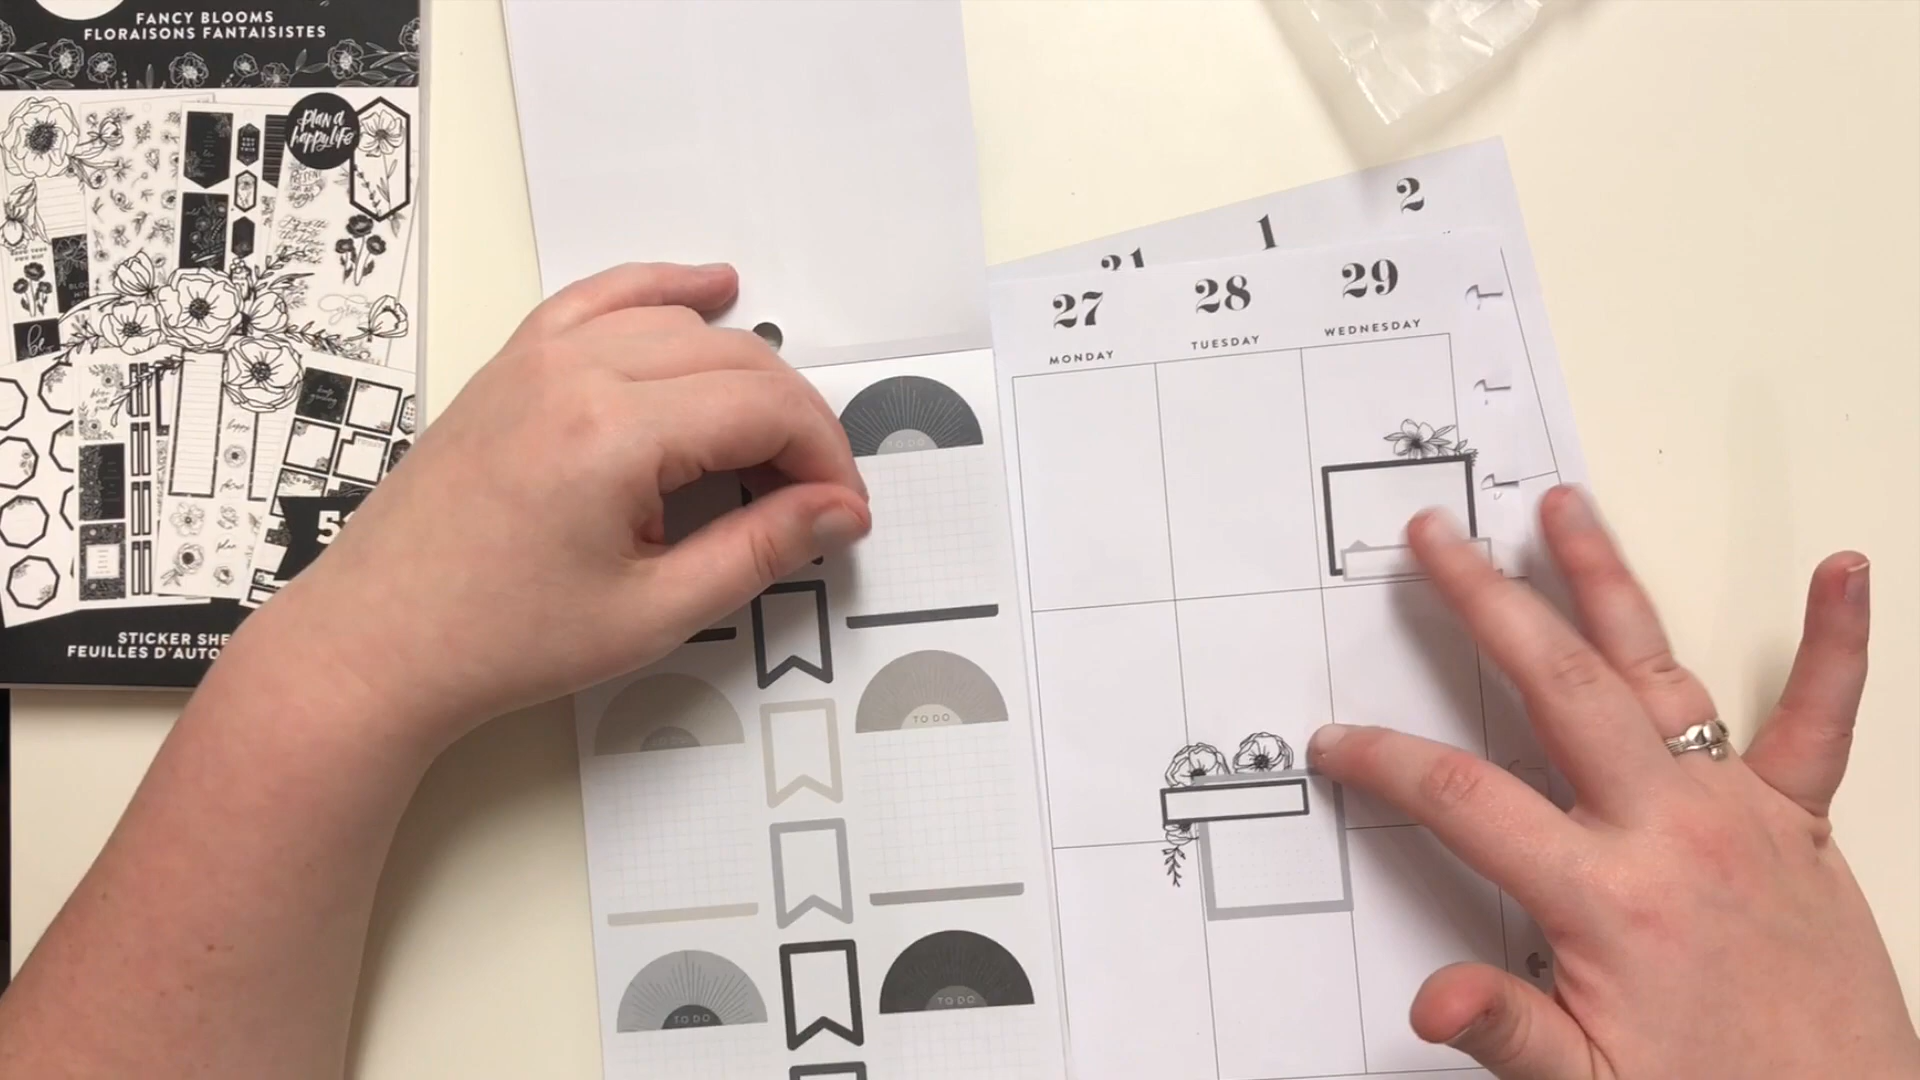 FANCY BLOOMS
FLORAISONS FANTAISISTES
plan a
happy life
STICKER SHE
FEUILLES D'AUTO
TO DO
TO DO
TO DO
TO DO
31
1
2
27
28
29
MONDAY
TUESDAY
WEDNESDAY